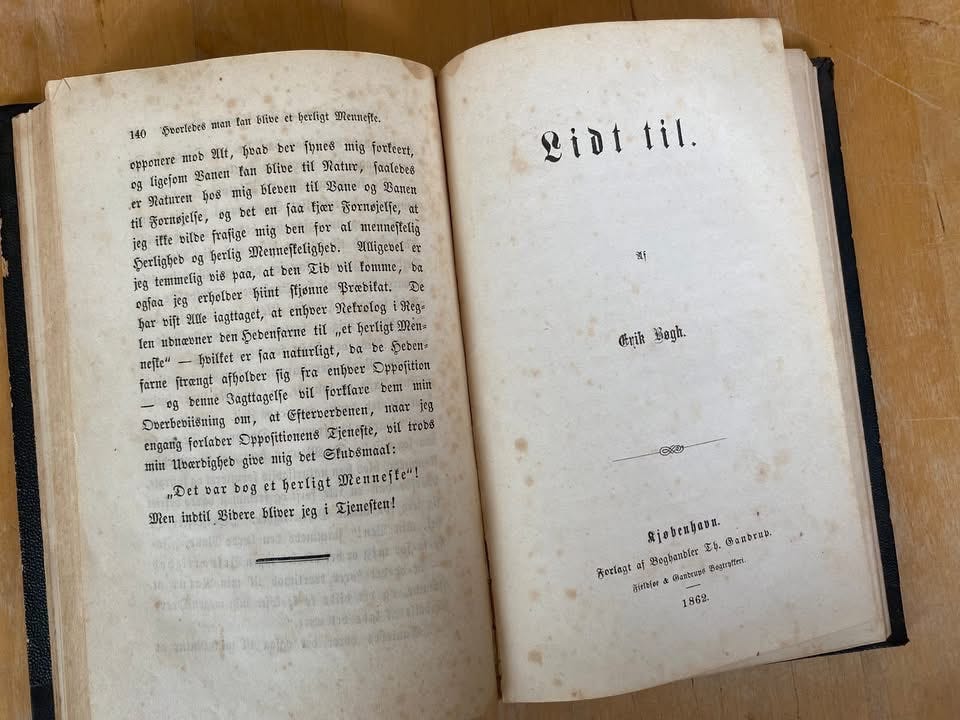 140 Hvorledes man kan blive et herligt Menneske.
opponere mod Alt, hvad der synes mig forkeert,
og ligesom Vanen kan blive til Natur, saaledes
er Naturen hos mig bleven til Vane og Vanen
til Fornøjelse, og det en saa kjær Fornøjelse, at
jeg ikke vilde frasige mig den for al menneskelig
Herlighed og herlig Menneskelighed. Alligevel er
jeg temmelig vis paa, at den Tid vil komme, da
ogsaa jeg erholder hiint skjønne Prædikat. De
har vist Alle iagttaget, at enhver Nekrolog i Reg-
len udnævner den Hedenfarne til „et herligt Men-
neske“ — hvilket er saa naturligt, da de Heden-
farne strængt afholder sig fra enhver Opposition
— og denne Iagttagelse vil forklare dem min
Overbeviisning om, at Efterverdenen, naar jeg
engang forlader Oppositionens Tjeneste, vil trods
min Uværdighed give mig det Skudsmaal:
„Det var dog et herligt Menneske“!
Men indtil Videre bliver jeg i Tjenesten!
Lidt til.
Af
Erik Bøgh.
Kjøbenhavn.
Forlagt af Boghandler Th. Gandrup.
Fjeldsøe & Gandrups Bogtrykkeri.
1862.